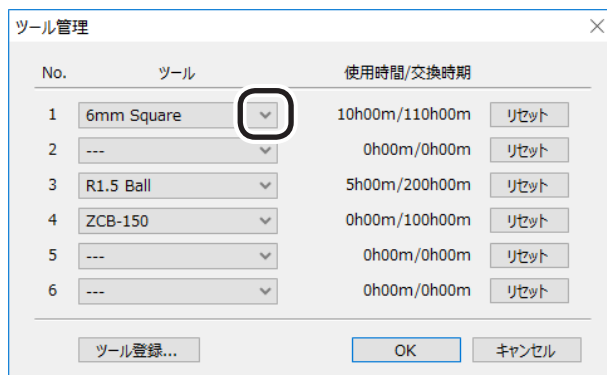 ツール管理
No. ツール 使用時間/交換時期
1 6mm Square 10h00m/110h00m リセット
2 --- 0h00m/0h00m リセット
3 R1.5 Ball 5h00m/200h00m リセット
4 ZCB-150 0h00m/100h00m リセット
5 --- 0h00m/0h00m リセット
6 --- 0h00m/0h00m リセット
ツール登録... OK キャンセル